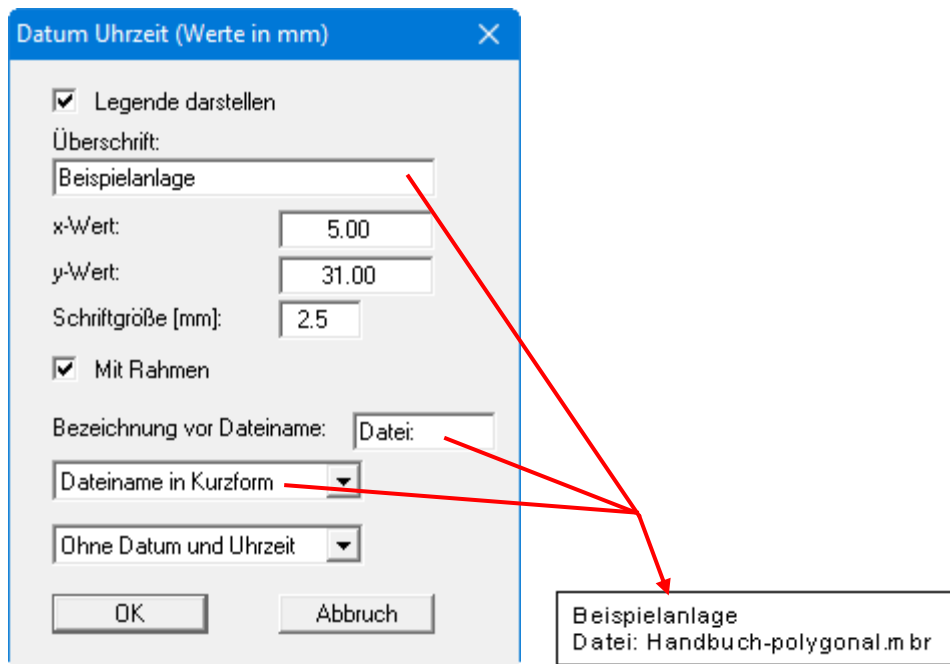 Datum Uhrzeit (Werte in mm)
Legende darstellen
Überschrift:
Beispielanlage
x-Wert: 5.00
y-Wert: 31.00
Schriftgröße [mm]: 2.5
Mit Rahmen
Bezeichnung vor Dateiname: Datei:
Dateiname in Kurzform
Ohne Datum und Uhrzeit
OK Abbruch
Beispielanlage
Datei: Handbuch-polygonal.mbr